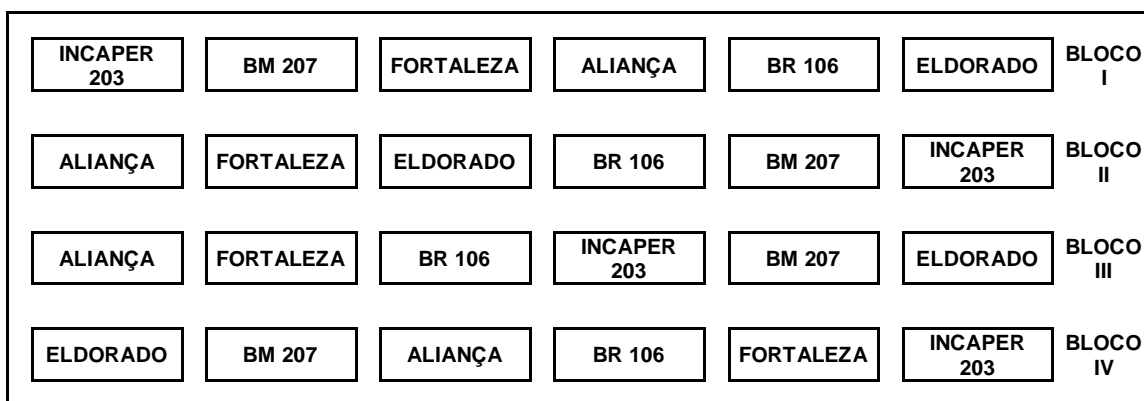 INCAPER 203 BM 207 FORTALEZA ALIANÇA BR 106 ELDORADO BLOCO I
ALIANÇA FORTALEZA ELDORADO BR 106 BM 207 INCAPER 203 BLOCO II
ALIANÇA FORTALEZA BR 106 INCAPER 203 BM 207 ELDORADO BLOCO III
ELDORADO BM 207 ALIANÇA BR 106 FORTALEZA INCAPER 203 BLOCO IV